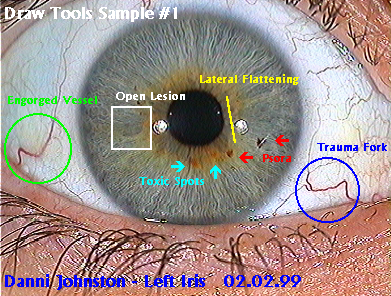 Draw Tools Sample #1
Lateral Flattening
Engorged Vessel
Open Lesion
Trauma Fork
Psora
Toxic Spots
Danni Johnston - Left Iris 02.02.99